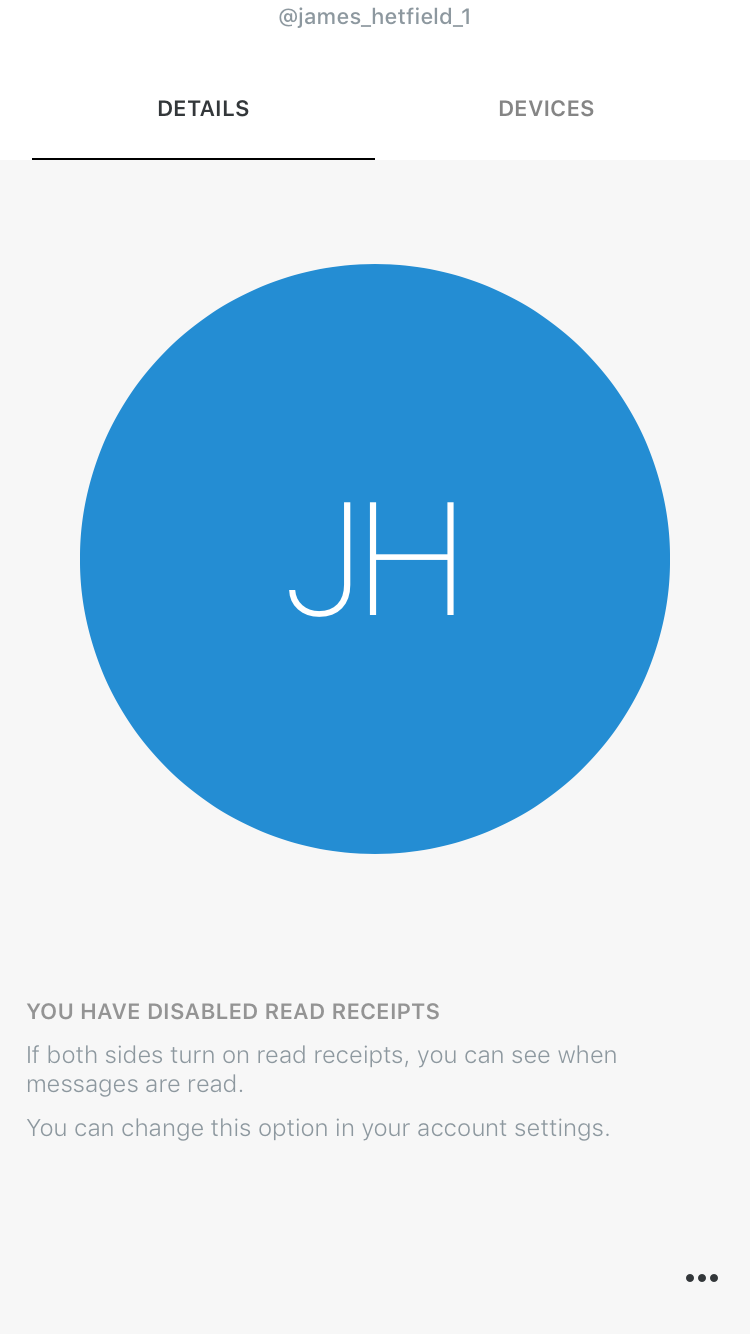 @james_hetfield_1
DETAILS
DEVICES
JH
YOU HAVE DISABLED READ RECEIPTS
If both sides turn on read receipts, you can see when
messages are read.
You can change this option in your account settings.